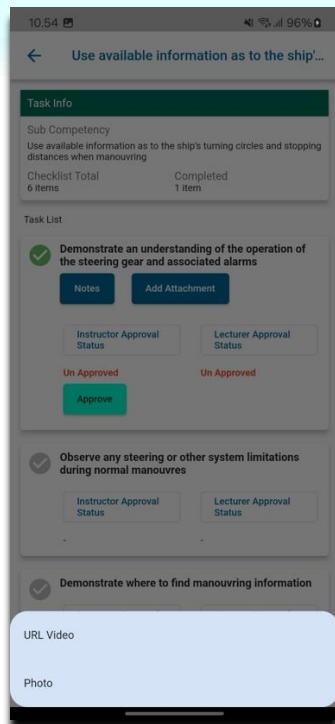 10.54 96%
Use available information as to the ship'...
Task Info
Sub Competency
Use available information as to the ship's turning circles and stopping
distances when manouvring
Checklist Total Completed
6 items 1 item
Task List
Demonstrate an understanding of the operation of
the steering gear and associated alarms
Notes Add Attachment
Instructor Approval Lecturer Approval
Status Status
Un Approved Un Approved
Approve
Observe any steering or other system limitations
during normal manouvres
Instructor Approval Lecturer Approval
Status Status
- -
Demonstrate where to find manouvring information
URL Video
Photo